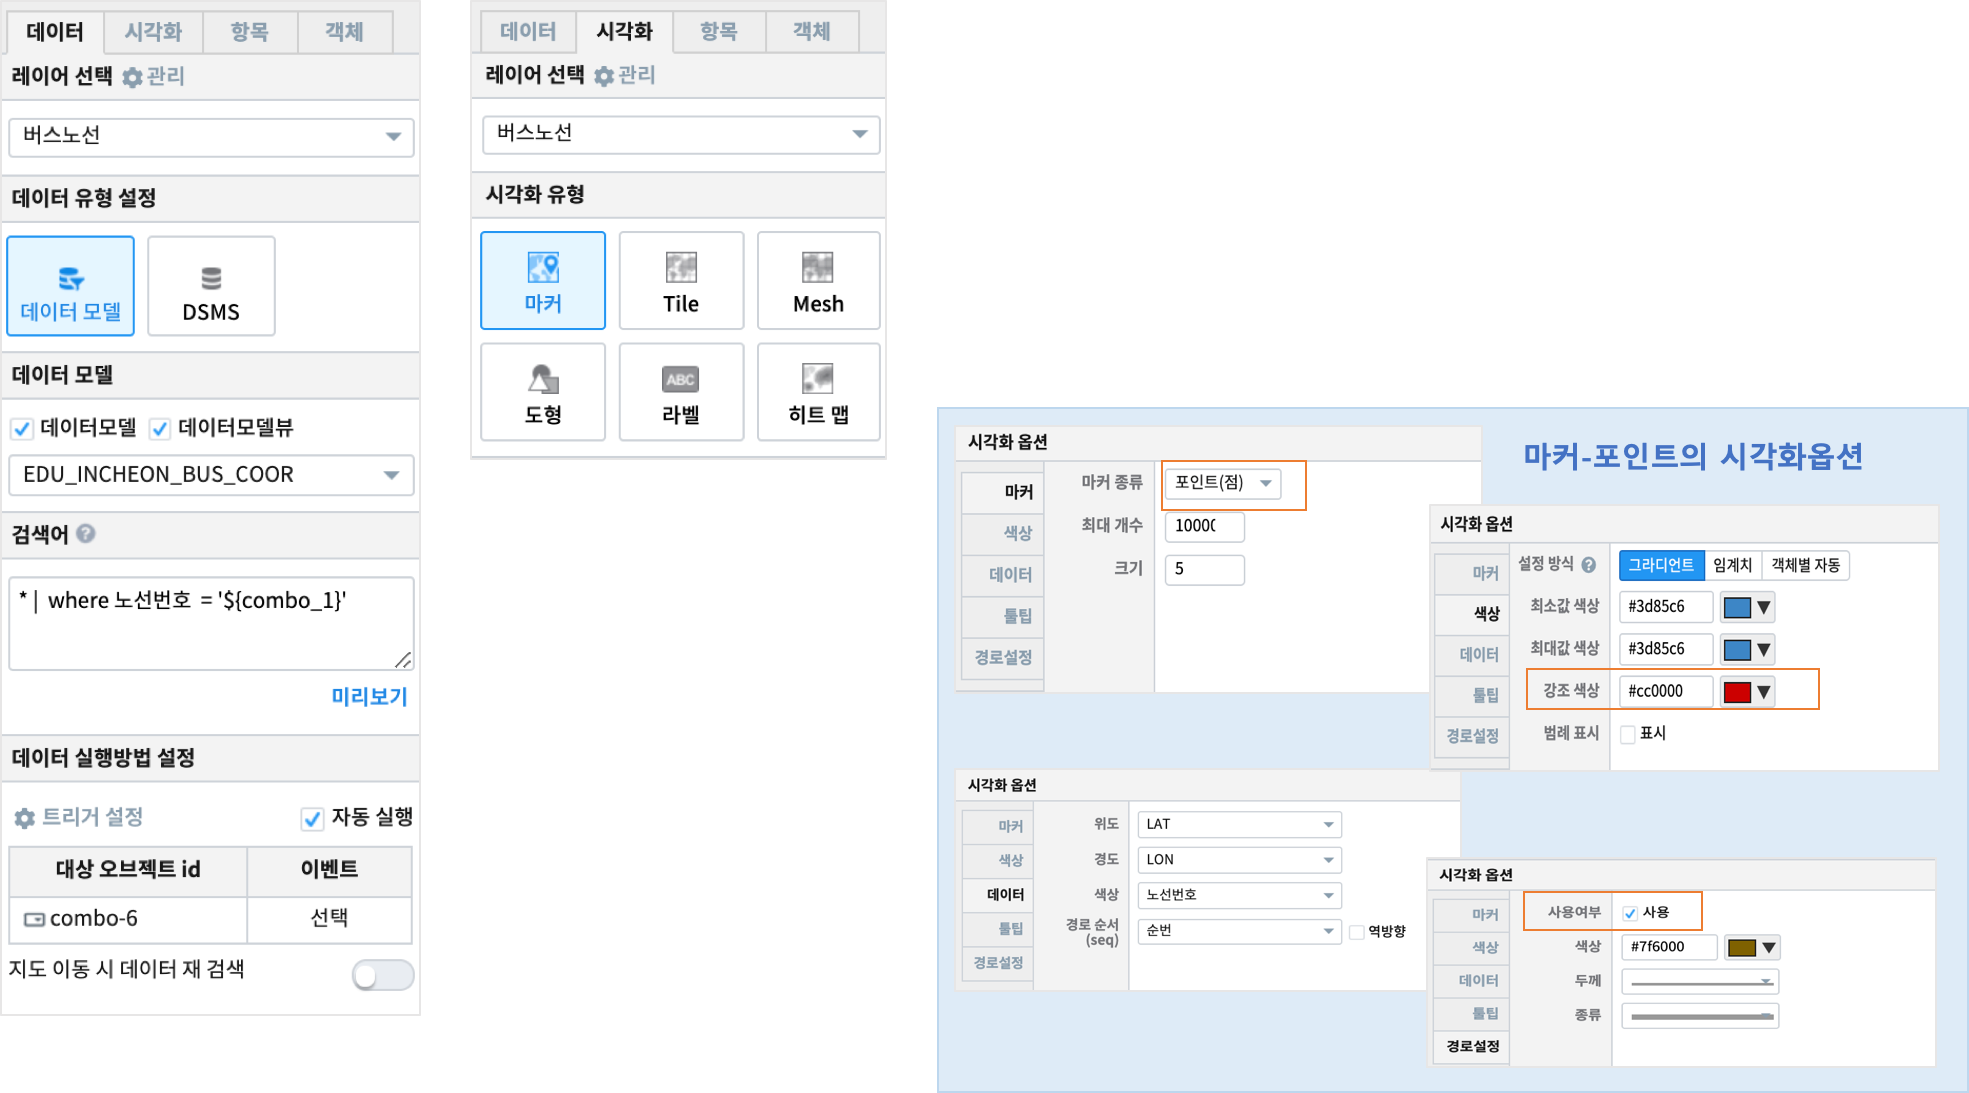 데이터 시각화 항목 객체
레이어 선택 관리
버스노선
데이터 유형 설정
데이터 모델 DSMS
데이터 모델
데이터모델 데이터모델뷰
EDU_INCHEON_BUS_COOR
검색어 ?
* | where 노선번호 = '${combo_1}'
미리보기
데이터 실행방법 설정
트리거 설정 자동 실행
대상 오브젝트 id 이벤트
combo-6 선택
지도 이동 시 데이터 재 검색
데이터 시각화 항목 객체
레이어 선택 관리
버스노선
시각화 유형
마커 Tile Mesh
ABC
도형 라벨 히트 맵
마커-포인트의 시각화옵션
시각화 옵션
마커
색상
데이터
툴팁
경로설정
마커 종류 포인트(점)
최대 개수 10000
크기 5
시각화 옵션
마커
색상
데이터
툴팁
경로설정
설정 방식 ? 그라디언트 임계치 객체별 자동
최소값 색상 #3d85c6
최대값 색상 #3d85c6
강조 색상 #cc0000
범례 표시 표시
시각화 옵션
마커
색상
데이터
툴팁
경로설정
위도 LAT
경도 LON
색상 노선번호
경로 순서
(seq) 순번 역방향
시각화 옵션
마커
색상
데이터
툴팁
경로설정
사용여부 사용
색상 #7f6000
두께
종류